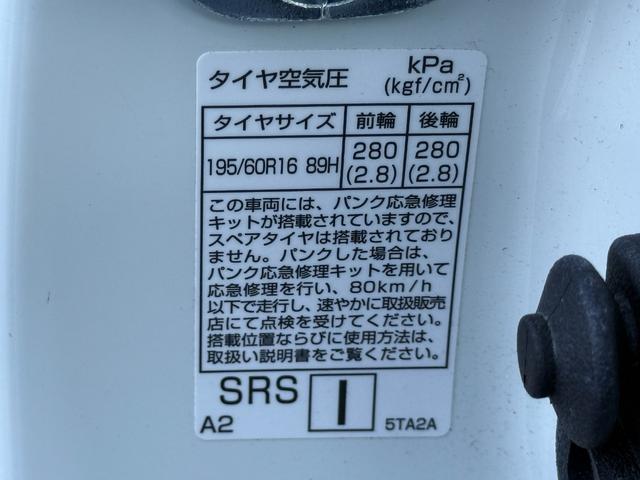 タイヤ空気圧 kPa
(kgf/cm²)
タイヤサイズ 前輪 後輪
195/60R16 89H 280 280
(2.8) (2.8)
この車両には、パンク応急修理
キットが搭載されていますので、
スペアタイヤは搭載されており
ません。パンクした場合は、
パンク応急修理キットを用いて
応急修理を行い、80km/h
以下で走行し、速やかに取扱販売
店にて点検を受けてください。
搭載位置ならびに使用方法は、
取扱い説明書をご覧ください。
SRS I
A2 5TA2A